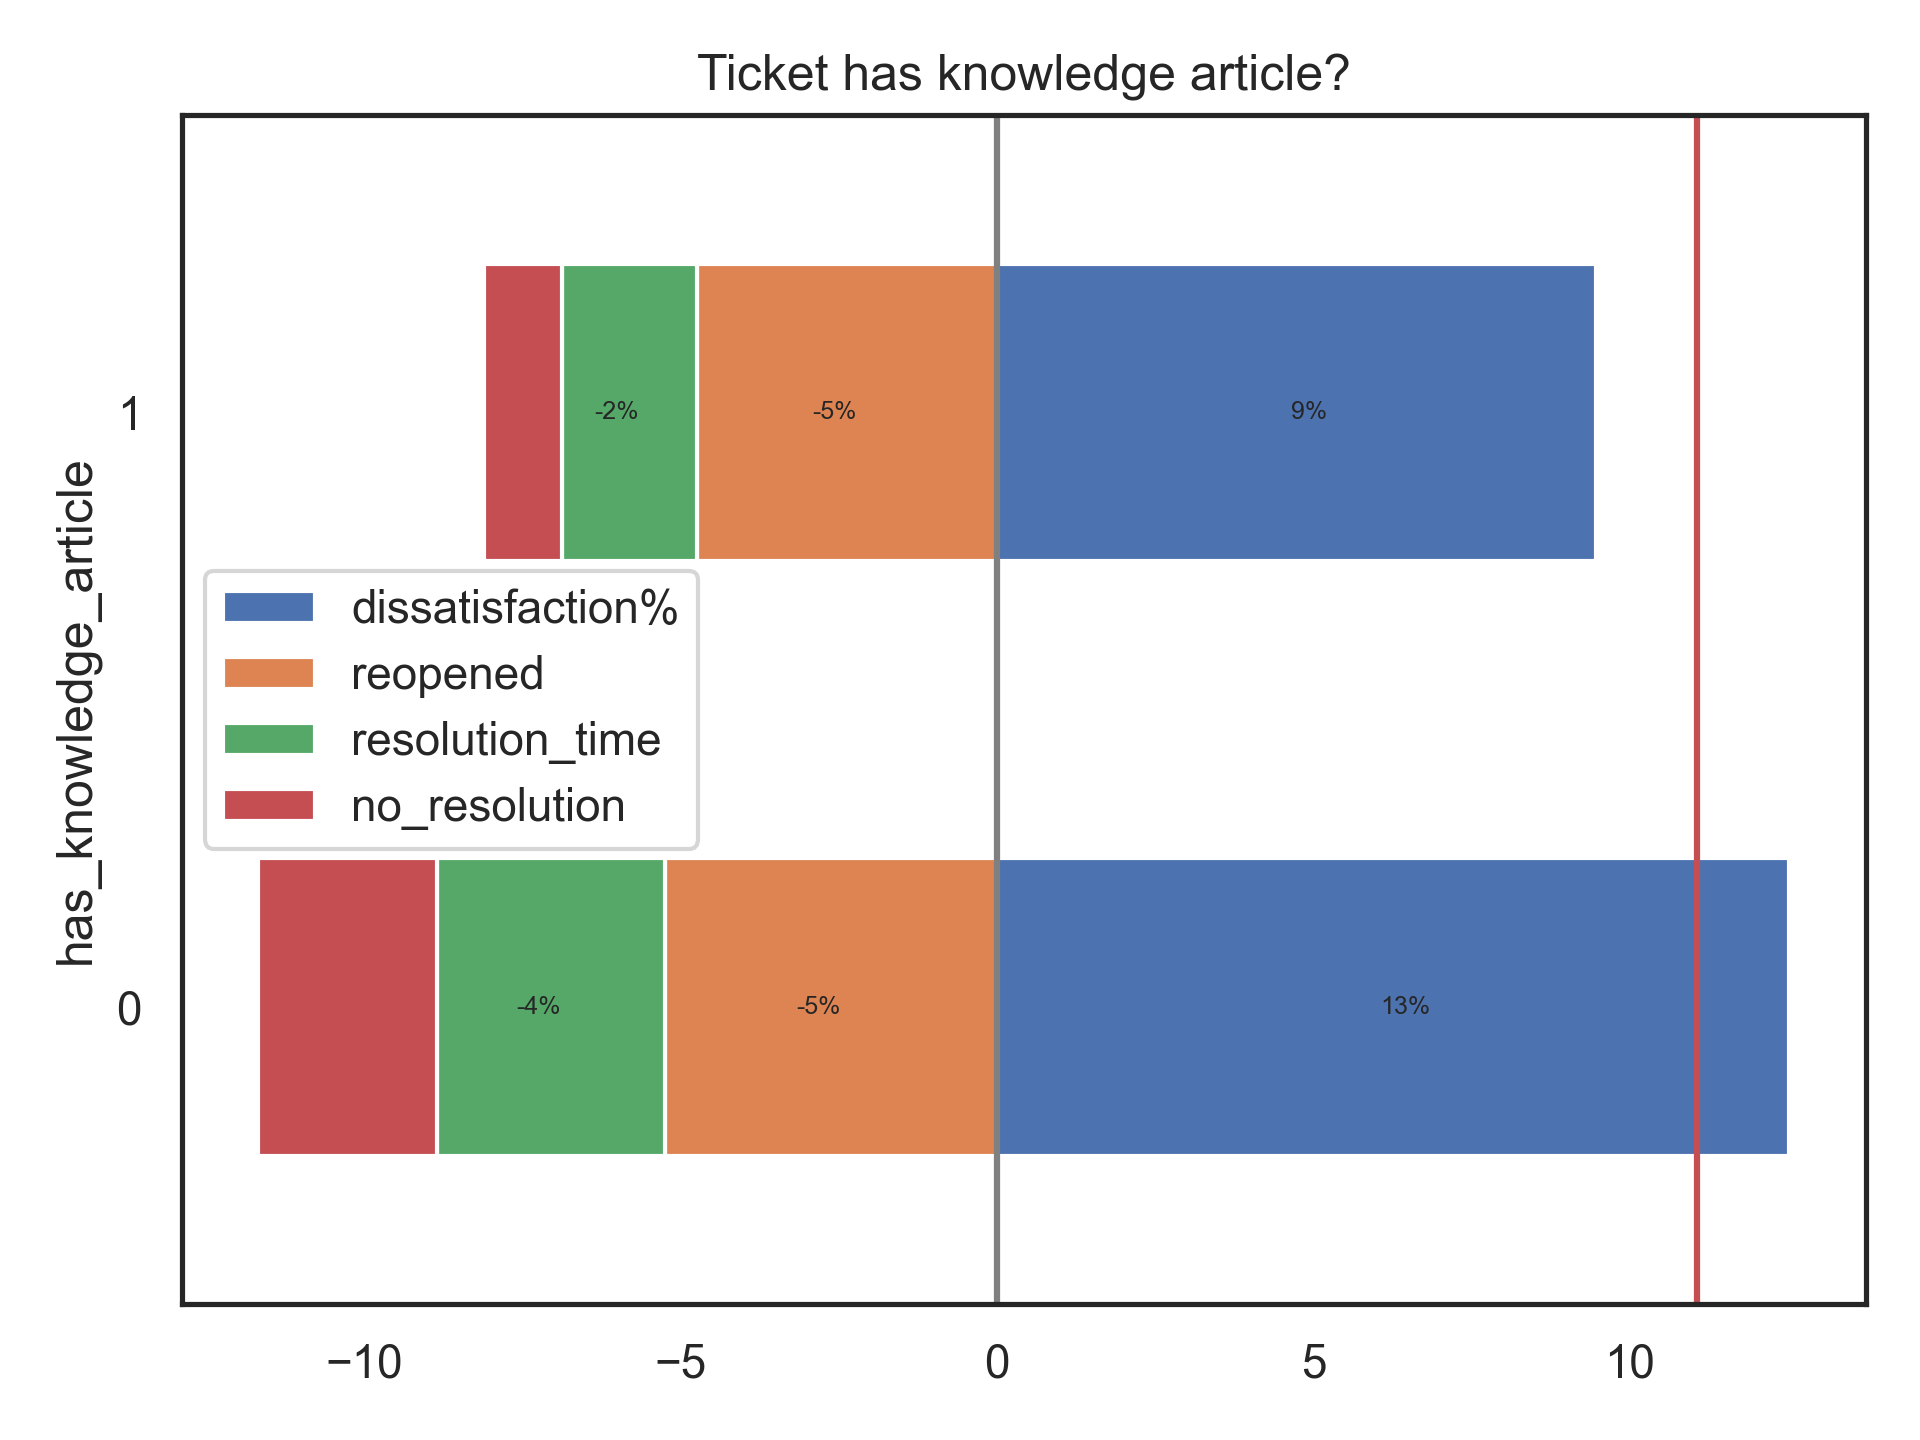 Ticket has knowledge article?
has_knowledge_article
1
-2%
-5%
9%
dissatisfaction%
reopened
resolution_time
no_resolution
0
-4%
-5%
13%
−10
−5
0
5
10